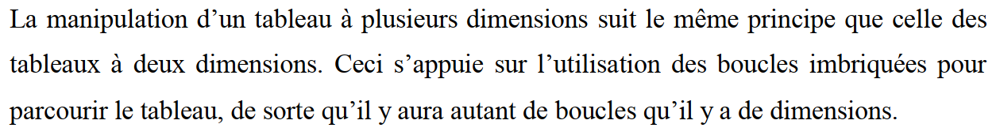 La manipulation d’un tableau à plusieurs dimensions suit le même principe que celle des
tableaux à deux dimensions. Ceci s’appuie sur l’utilisation des boucles imbriquées pour
parcourir le tableau, de sorte qu’il y aura autant de boucles qu’il y a de dimensions.